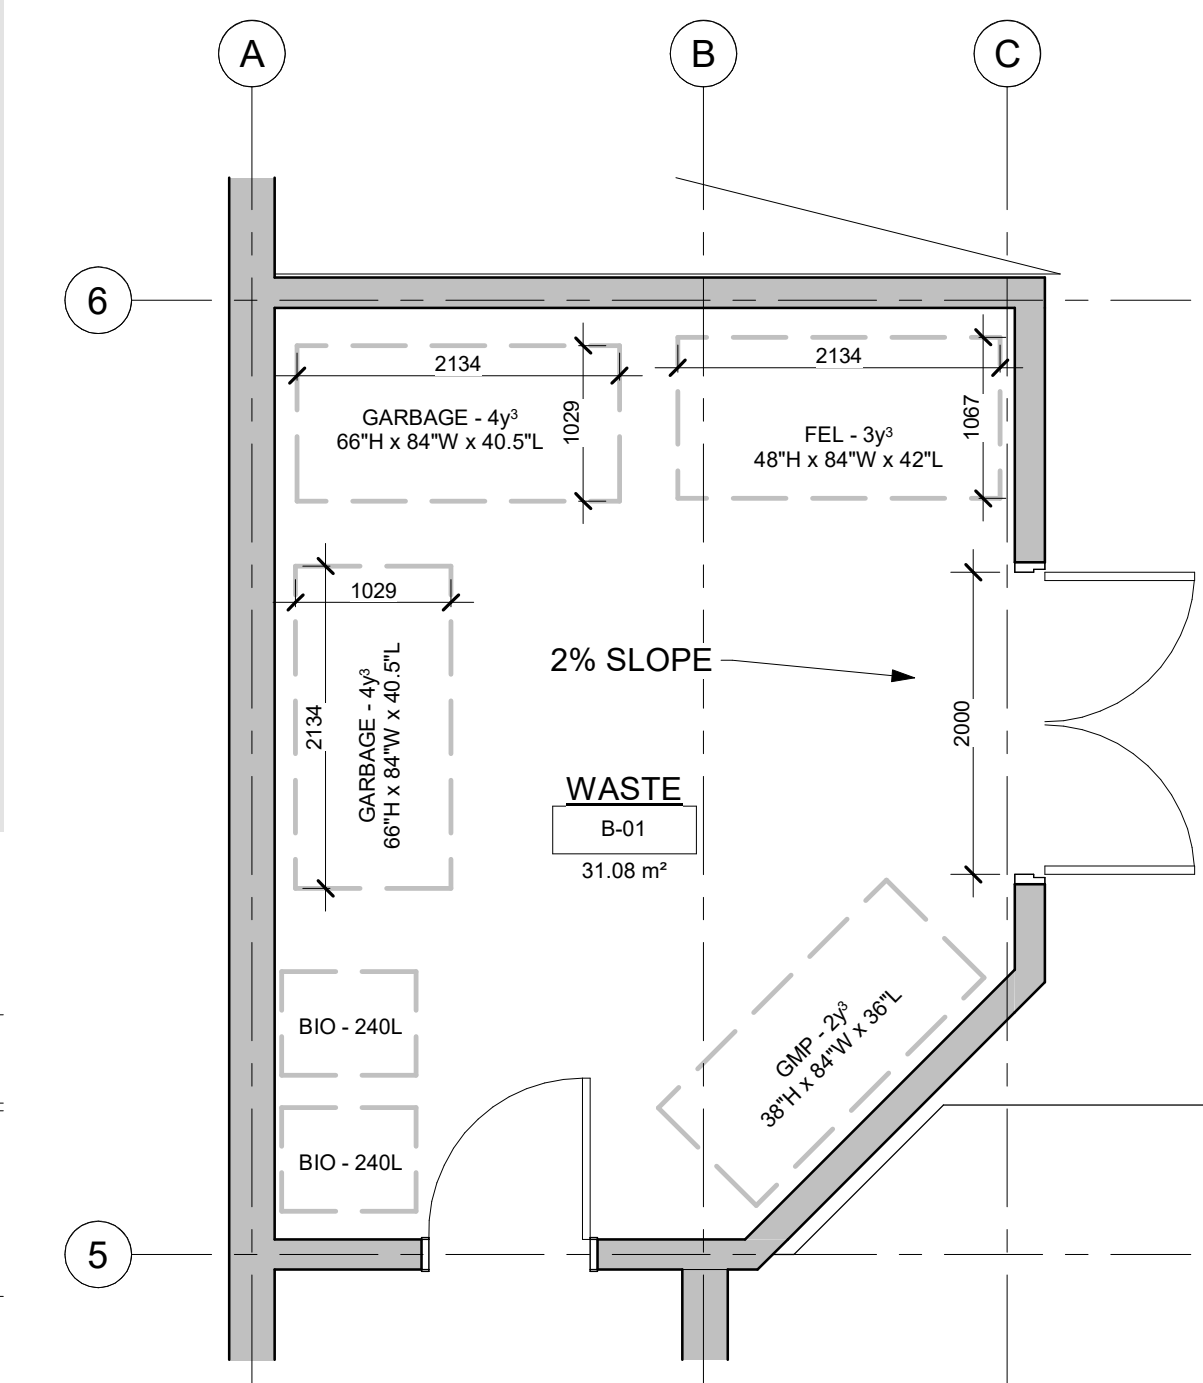 A
B
C
6
2134
2134
1029
1067
GARBAGE - 4y³
66"H x 84"W x 40.5"L
FEL - 3y³
48"H x 84"W x 42"L
1029
2134
GARBAGE - 4y³
66"H x 84"W x 40.5"L
2% SLOPE
2000
WASTE
B-01
31.08 m²
BIO - 240L
GMP - 2y³
38"H x 84"W x 36"L
BIO - 240L
5